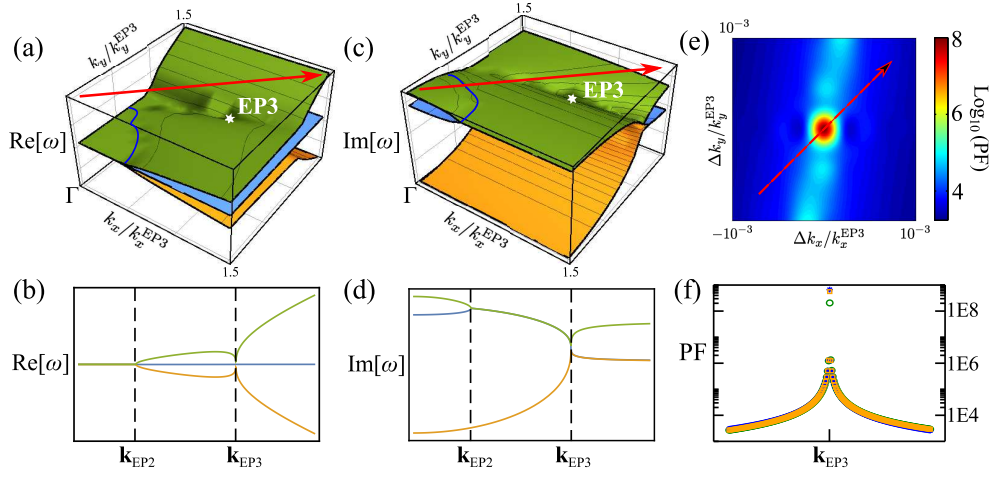 (a)
1.5
k_y/k_y^EP3
EP3
Re[ω]
Γ
k_x/k_x^EP3
1.5
(c)
1.5
k_y/k_y^EP3
EP3
Im[ω]
Γ
k_x/k_x^EP3
1.5
(e)
10^-3
Δk_y/k_y^EP3
-10^-3
Δk_x/k_x^EP3
10^-3
8
4
Log_10(PF)
(b)
Re[ω]
k_EP2
k_EP3
(d)
Im[ω]
k_EP2
k_EP3
(f)
PF
1E8
1E6
1E4
k_EP3